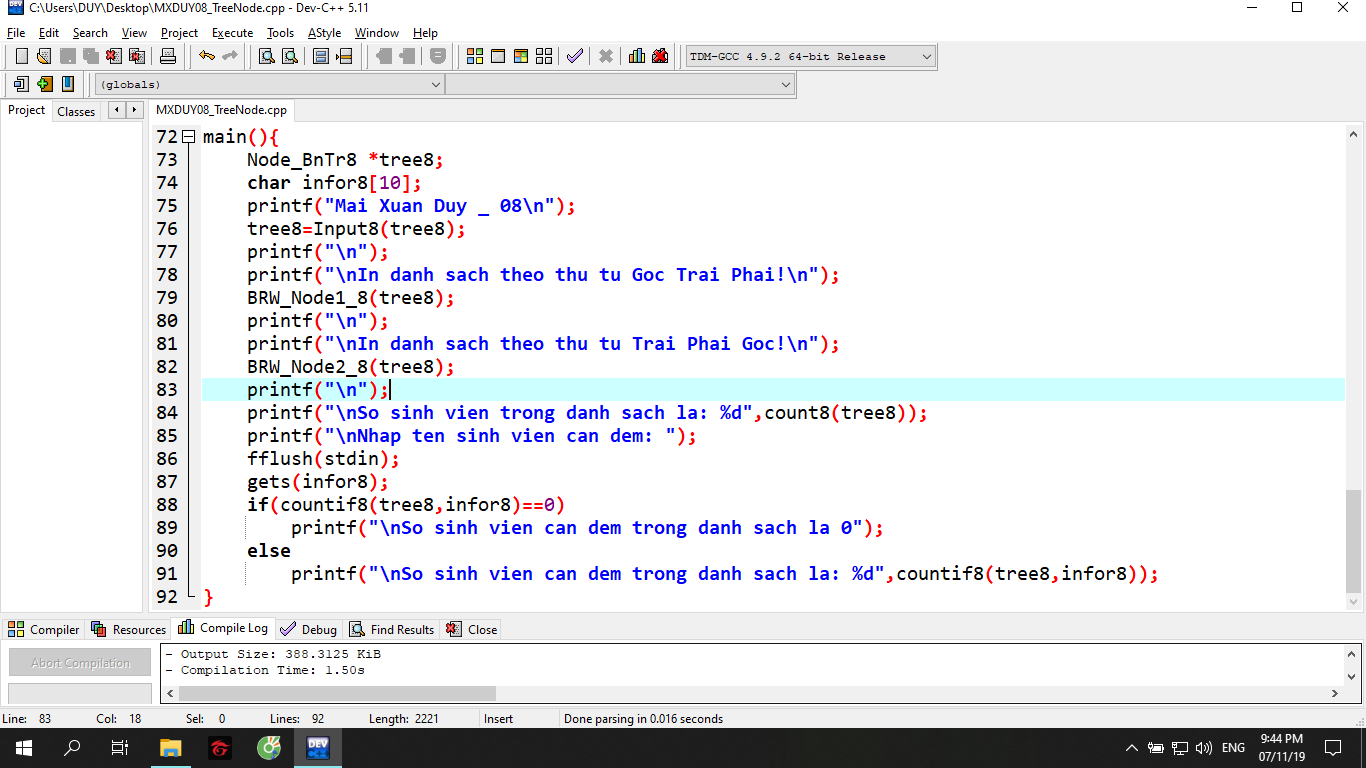 C:\Users\DUY\Desktop\MXDUY08_TreeNode.cpp - Dev-C++ 5.11
File Edit Search View Project Execute Tools AStyle Window Help
TDM-GCC 4.9.2 64-bit Release
(globals)
Project Classes MXDUY08_TreeNode.cpp
72 main(){
73 Node_BnTr8 *tree8;
74 char infor8[10];
75 printf("Mai Xuan Duy _ 08\n");
76 tree8=Input8(tree8);
77 printf("\n");
78 printf("\nIn danh sach theo thu tu Goc Trai Phai!\n");
79 BRW_Node1_8(tree8);
80 printf("\n");
81 printf("\nIn danh sach theo thu tu Trai Phai Goc!\n");
82 BRW_Node2_8(tree8);
83 printf("\n");
84 printf("\nSo sinh vien trong danh sach la: %d",count8(tree8));
85 printf("\nNhap ten sinh vien can dem: ");
86 fflush(stdin);
87 gets(infor8);
88 if(countif8(tree8,infor8)==0)
89 printf("\nSo sinh vien can dem trong danh sach la 0");
90 else
91 printf("\nSo sinh vien can dem trong danh sach la: %d",countif8(tree8,infor8));
92 }
Compiler Resources Compile Log Debug Find Results Close
Abort Compilation
- Output Size: 388.3125 KiB
- Compilation Time: 1.50s
Line: 83 Col: 18 Sel: 0 Lines: 92 Length: 2221 Insert Done parsing in 0.016 seconds
DEV C++
ENG
9:44 PM
07/11/19